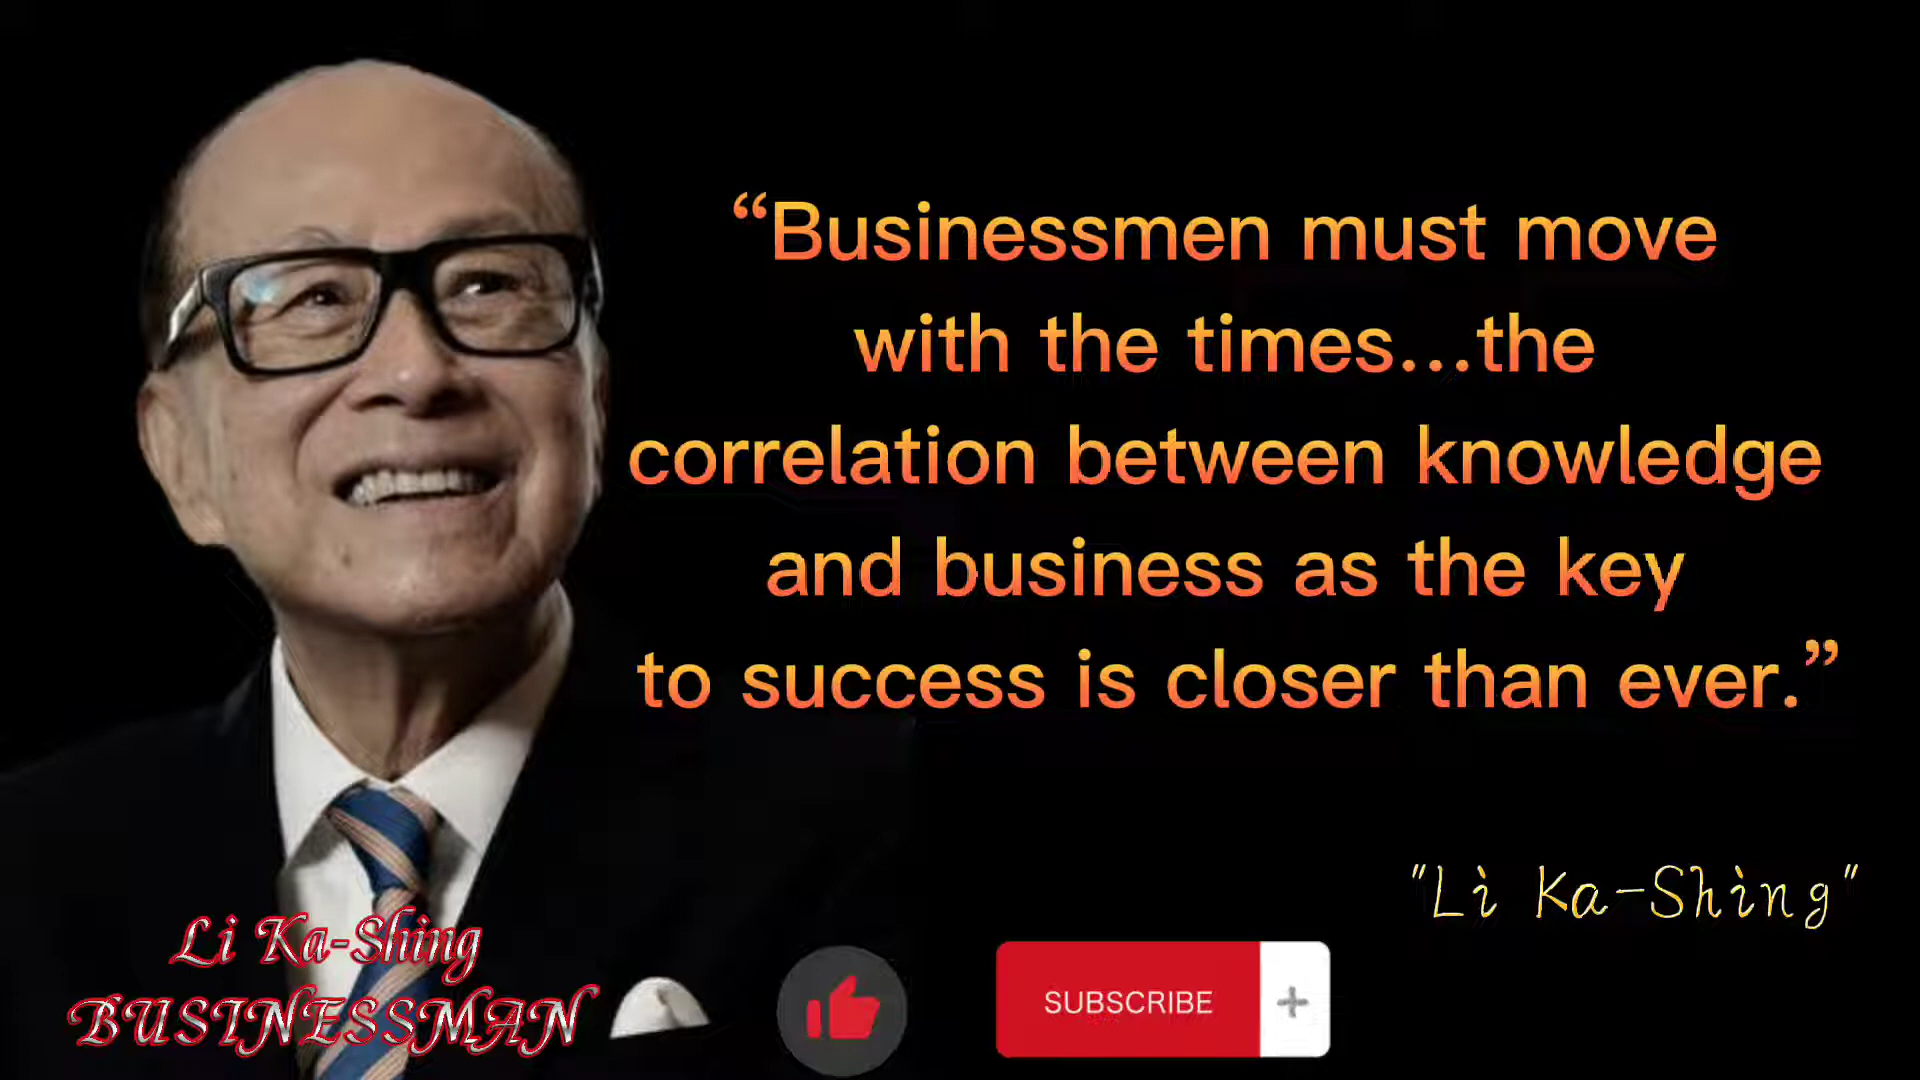 “Businessmen must move
with the times...the
correlation between knowledge
and business as the key
to success is closer than ever.”
"Li Ka-Shing"
Li Ka-Shing
BUSINESSMAN
SUBSCRIBE +